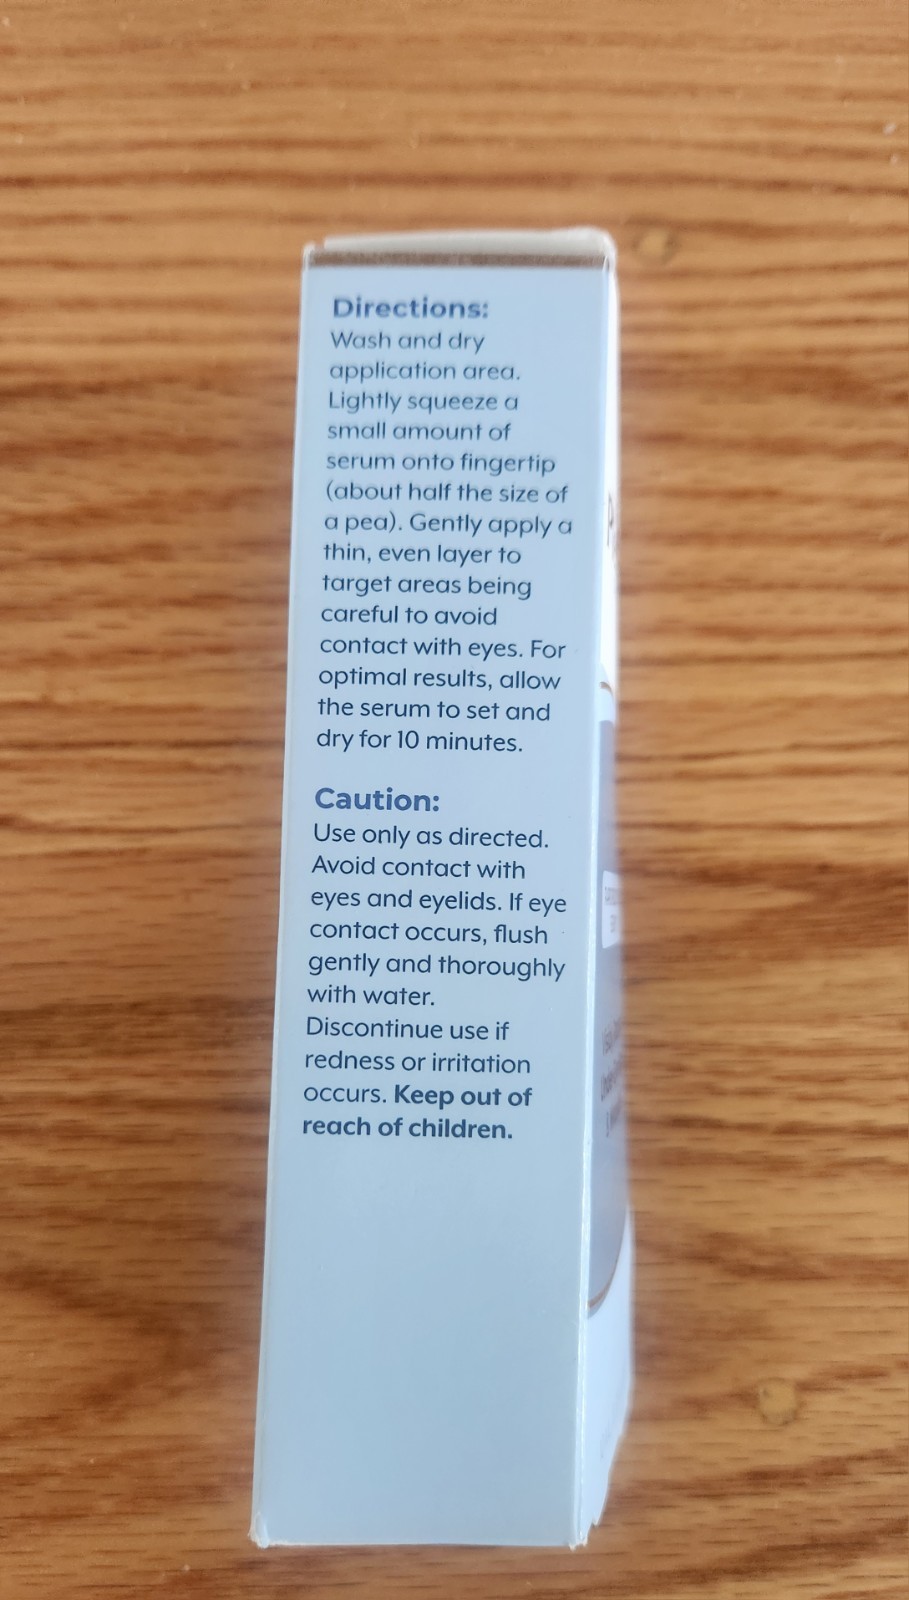 Directions:
Wash and dry
application area.
Lightly squeeze a
small amount of
serum onto fingertip
(about half the size of
a pea). Gently apply a
thin, even layer to
target areas being
careful to avoid
contact with eyes. For
optimal results, allow
the serum to set and
dry for 10 minutes.
Caution:
Use only as directed.
Avoid contact with
eyes and eyelids. If eye
contact occurs, flush
gently and thoroughly
with water.
Discontinue use if
redness or irritation
occurs. Keep out of
reach of children.